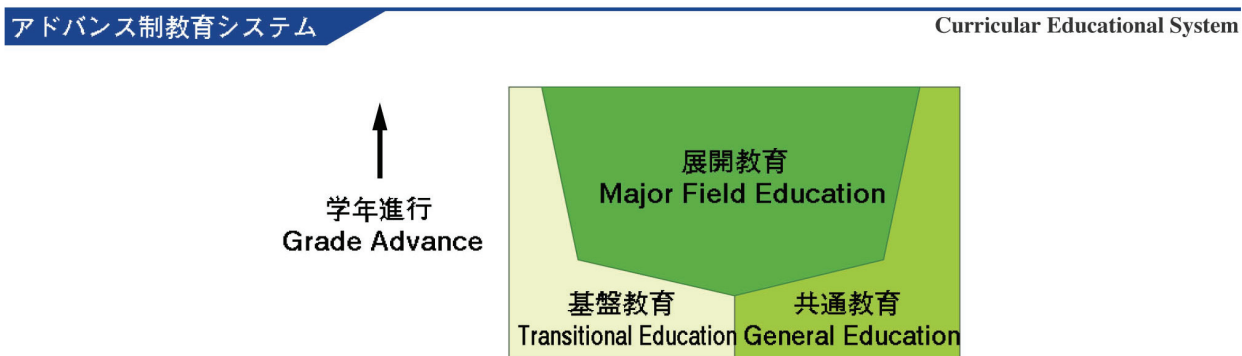 アドバンス制教育システム
Curricular Educational System
展開教育
Major Field Education
学年進行
Grade Advance
基盤教育
Transitional Education
共通教育
General Education